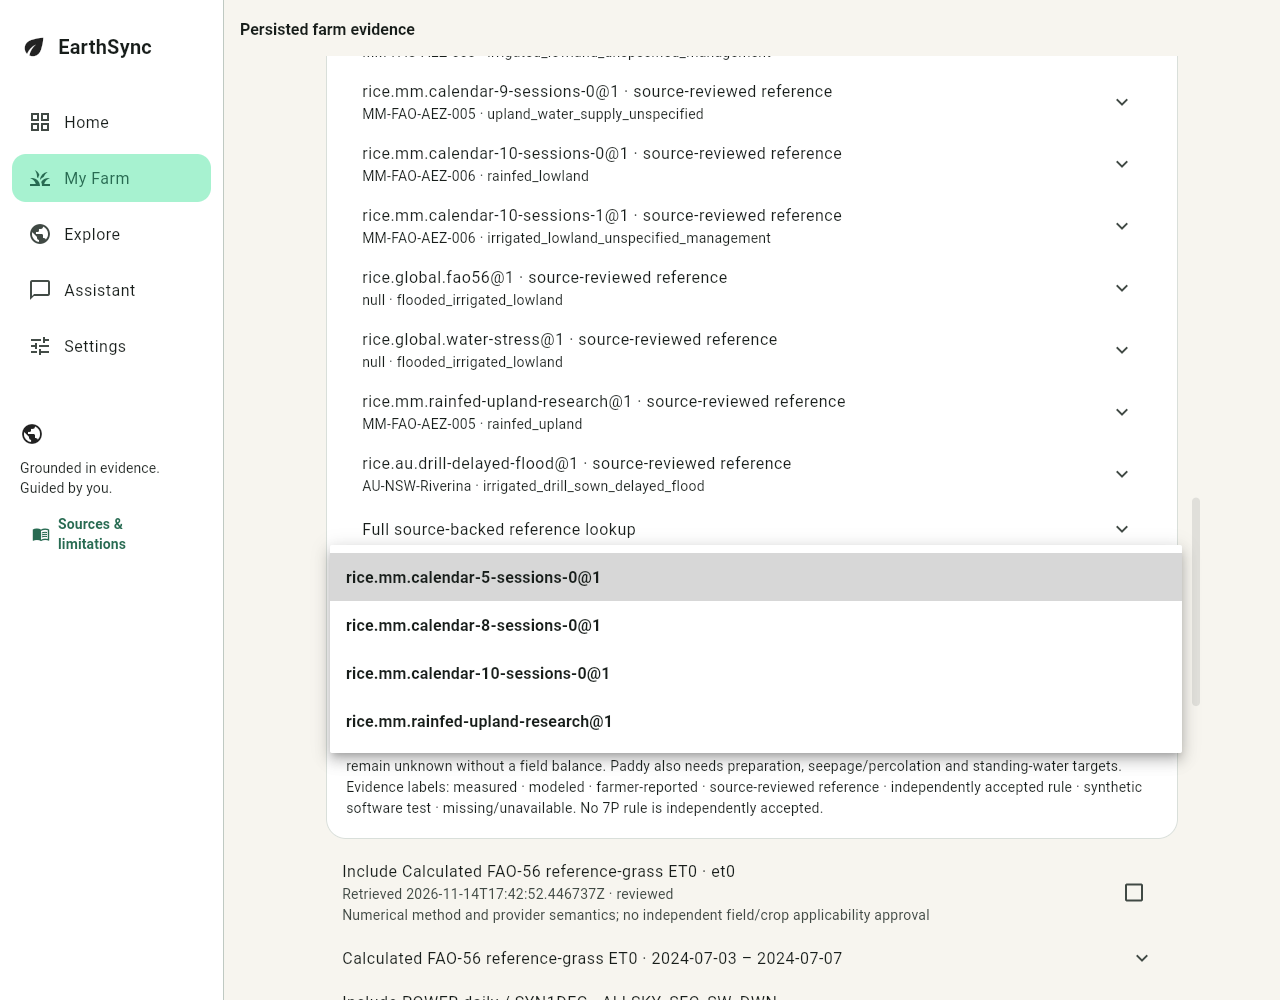 Persisted farm evidence
EarthSync
Home
My Farm
Explore
Assistant
Settings
Grounded in evidence.
Guided by you.
Sources &
limitations
rice.mm.calendar-9-sessions-0@1 · source-reviewed reference
MM-FAO-AEZ-005 · upland_water_supply_unspecified
rice.mm.calendar-10-sessions-0@1 · source-reviewed reference
MM-FAO-AEZ-006 · rainfed_lowland
rice.mm.calendar-10-sessions-1@1 · source-reviewed reference
MM-FAO-AEZ-006 · irrigated_lowland_unspecified_management
rice.global.fao56@1 · source-reviewed reference
null · flooded_irrigated_lowland
rice.global.water-stress@1 · source-reviewed reference
null · flooded_irrigated_lowland
rice.mm.rainfed-upland-research@1 · source-reviewed reference
MM-FAO-AEZ-005 · rainfed_upland
rice.au.drill-delayed-flood@1 · source-reviewed reference
AU-NSW-Riverina · irrigated_drill_sown_delayed_flood
Full source-backed reference lookup
rice.mm.calendar-5-sessions-0@1
rice.mm.calendar-8-sessions-0@1
rice.mm.calendar-10-sessions-0@1
rice.mm.rainfed-upland-research@1
remain unknown without a field balance. Paddy also needs preparation, seepage/percolation and standing-water targets.
Evidence labels: measured · modeled · farmer-reported · source-reviewed reference · independently accepted rule · synthetic
software test · missing/unavailable. No 7P rule is independently accepted.
Include Calculated FAO-56 reference-grass ET0 · et0
Retrieved 2026-11-14T17:42:52.446737Z · reviewed
Numerical method and provider semantics; no independent field/crop applicability approval
Calculated FAO-56 reference-grass ET0 · 2024-07-03 – 2024-07-07